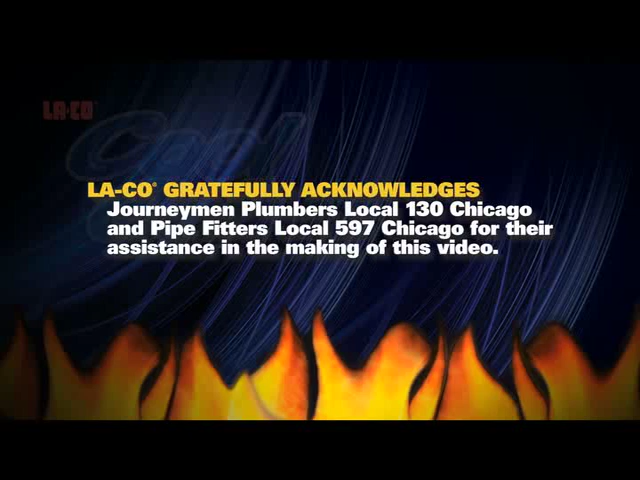 LA-CO
Cool
LA-CO® GRATEFULLY ACKNOWLEDGES
Journeymen Plumbers Local 130 Chicago
and Pipe Fitters Local 597 Chicago for their
assistance in the making of this video.